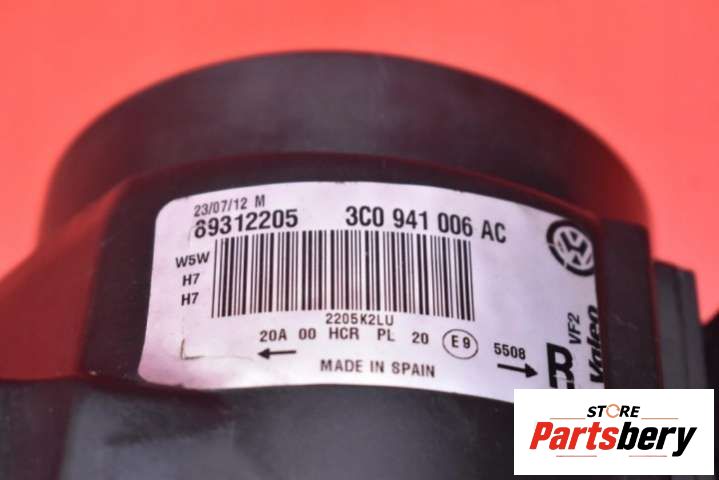 23/07/12 M
89312205 3C0 941 006 AC
W5W
H7
H7
2205K2LU
20A 00 HCR PL 20 E9 5508
MADE IN SPAIN
R
VF2
Valeo
STORE
Partsbery